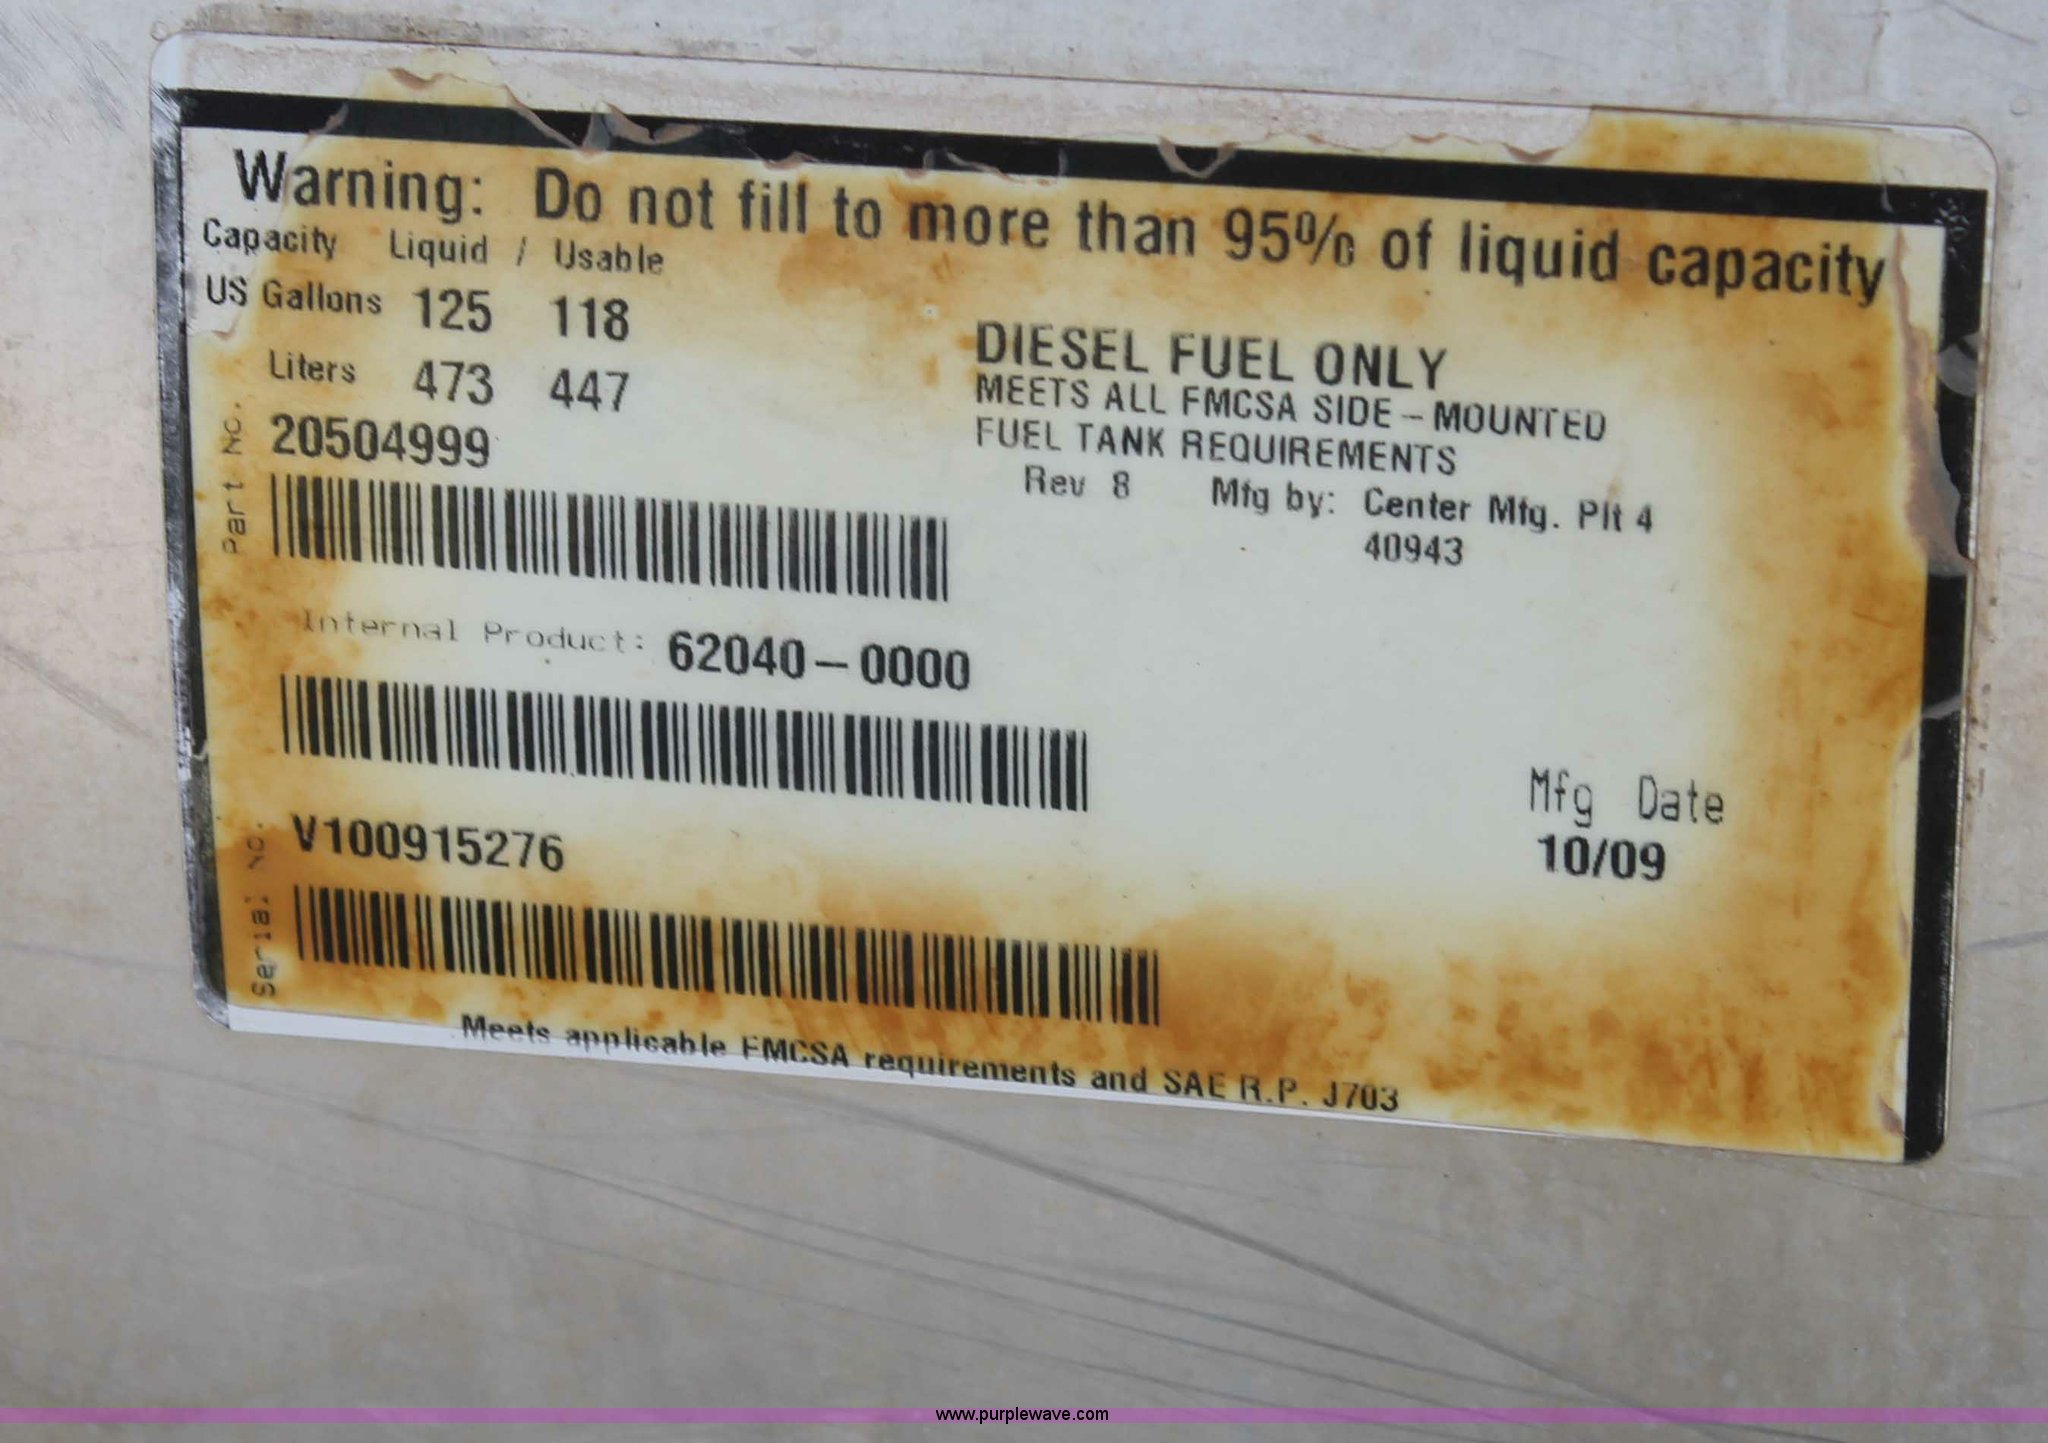 Warning: Do not fill to more than 95% of liquid capacity
Capacity Liquid / Usable
US Gallons 125 118
Liters 473 447
DIESEL FUEL ONLY
MEETS ALL FMCSA SIDE-MOUNTED
FUEL TANK REQUIREMENTS
Rev 8 Mfg by: Center Mfg. Plt 4
40943
Part No.
20504999
Internal Product: 62040-0000
Mfg Date
10/09
Serial No.
V100915276
Meets applicable FMCSA requirements and SAE R.P. J703
www.purplewave.com